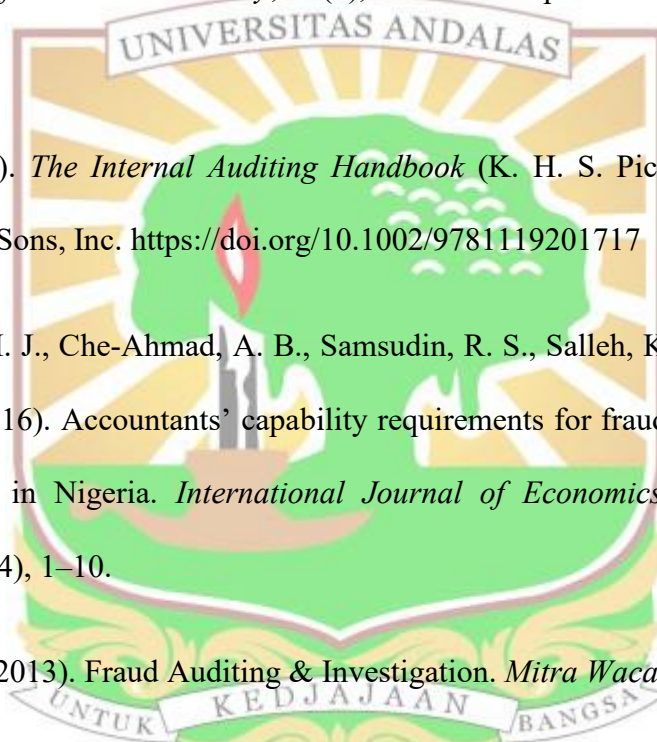 UNIVERSITAS ANDALAS
). The Internal Auditing Handbook (K. H. S. Pic
Sons, Inc. https://doi.org/10.1002/9781119201717
J., Che-Ahmad, A. B., Samsudin, R. S., Salleh, K
16). Accountants’ capability requirements for fraud
in Nigeria. International Journal of Economics
4), 1–10.
2013). Fraud Auditing & Investigation. Mitra Waca
UNTUK KEDJAJAAN BANGSA